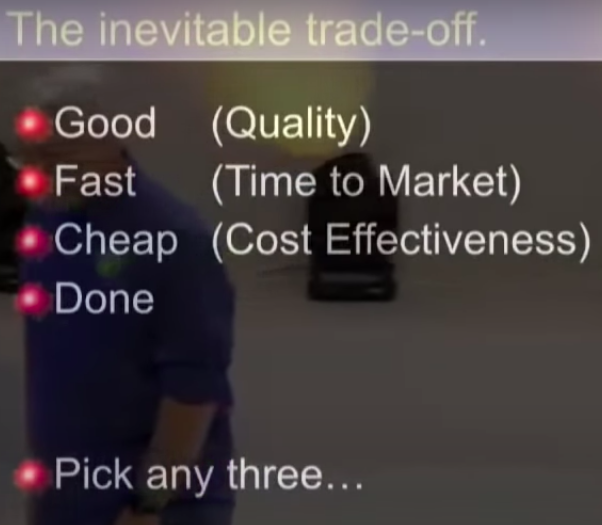 The inevitable trade-off.
Good (Quality)
Fast (Time to Market)
Cheap (Cost Effectiveness)
Done
Pick any three...